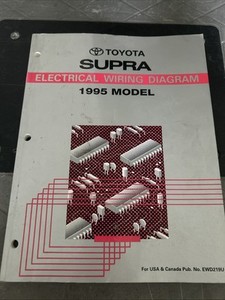 TOYOTA
SUPRA
ELECTRICAL WIRING DIAGRAM
1995 MODEL
For USA & Canada Pub. No. EWD219U